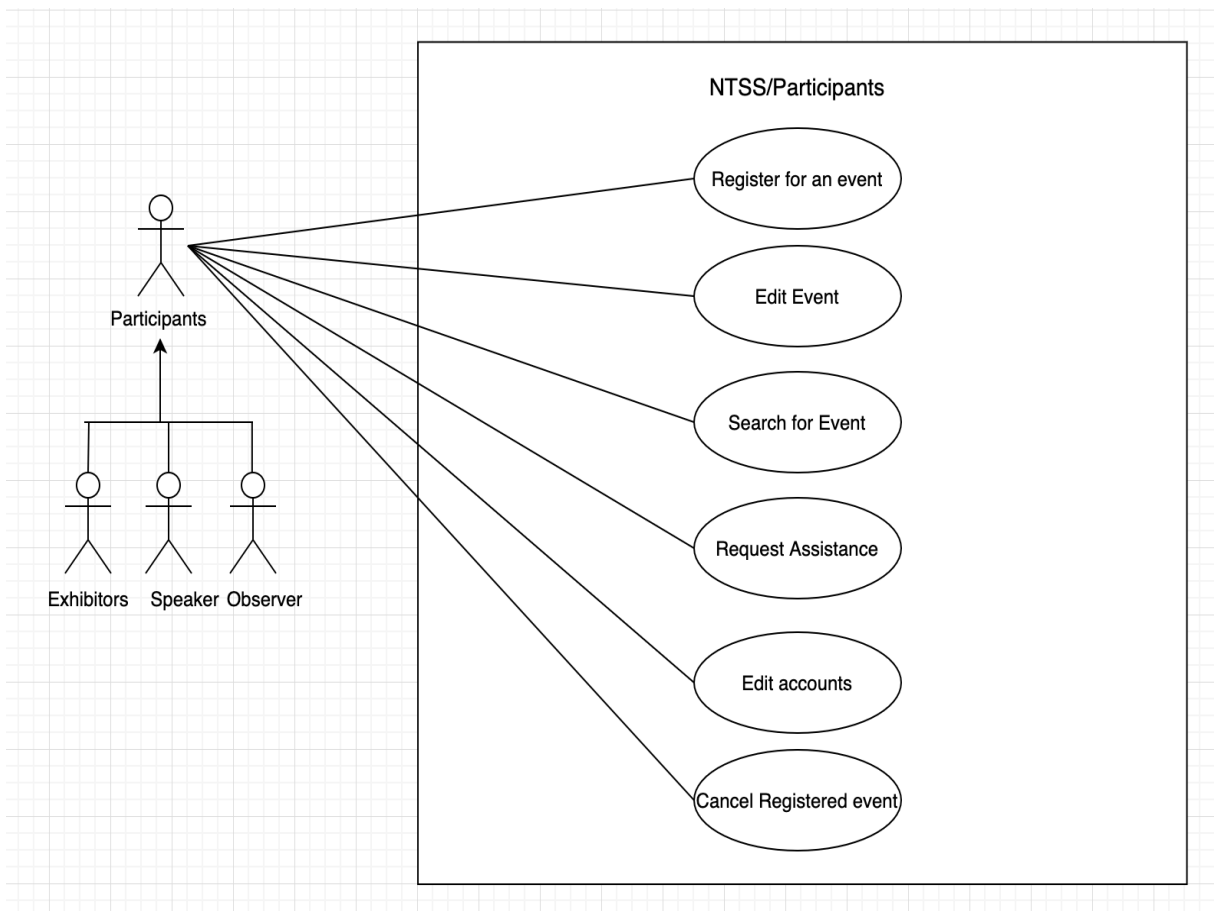 NTSS/Participants
Register for an event
Edit Event
Search for Event
Request Assistance
Edit accounts
Cancel Registered event
Participants
Exhibitors
Speaker
Observer